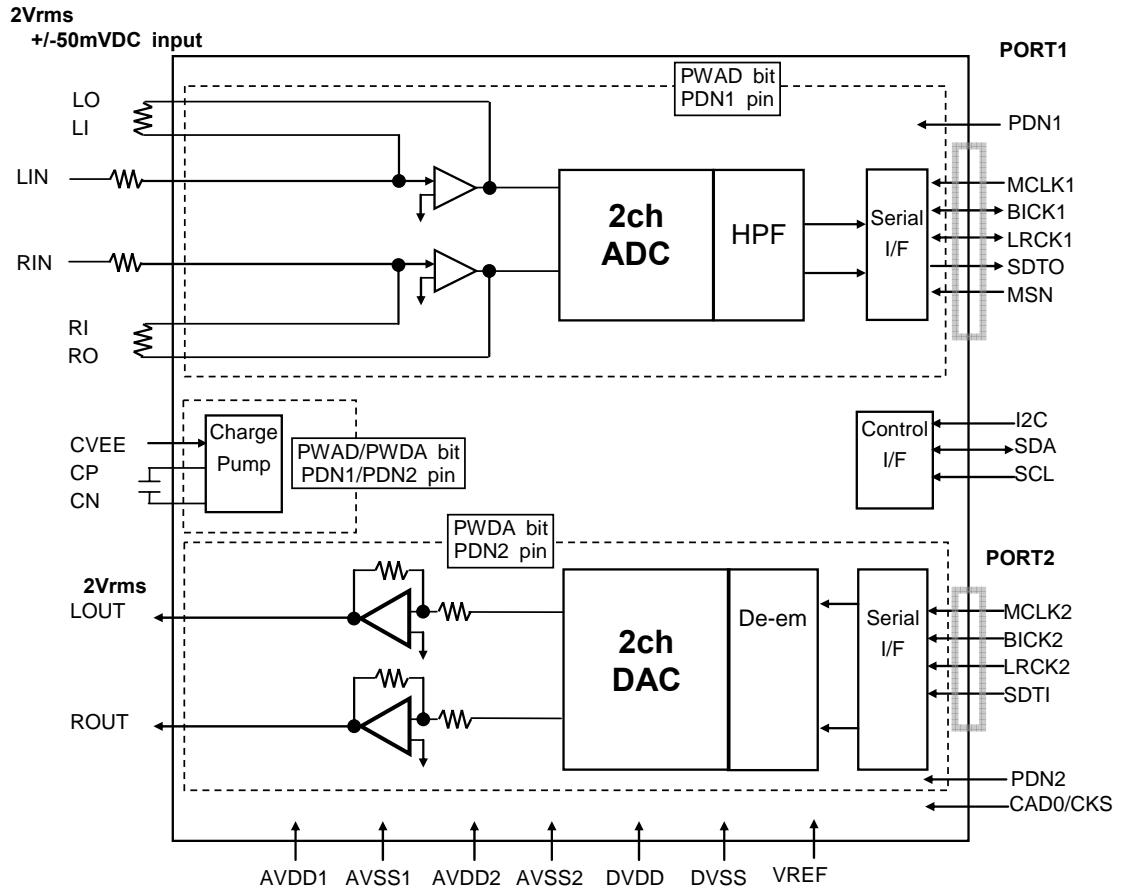 2Vrms
+/-50mVDC input
PORT1
PWAD bit
PDN1 pin
LO
LI
LIN
RIN
RI
RO
2ch
ADC
HPF
Serial
I/F
PDN1
MCLK1
BICK1
LRCK1
SDTO
MSN
CVEE
CP
CN
Charge
Pump
PWAD/PWDA bit
PDN1/PDN2 pin
Control
I/F
I2C
SDA
SCL
PWDA bit
PDN2 pin
PORT2
2Vrms
LOUT
ROUT
2ch
DAC
De-em
Serial
I/F
MCLK2
BICK2
LRCK2
SDTI
PDN2
CAD0/CKS
AVDD1 AVSS1 AVDD2 AVSS2 DVDD DVSS VREF